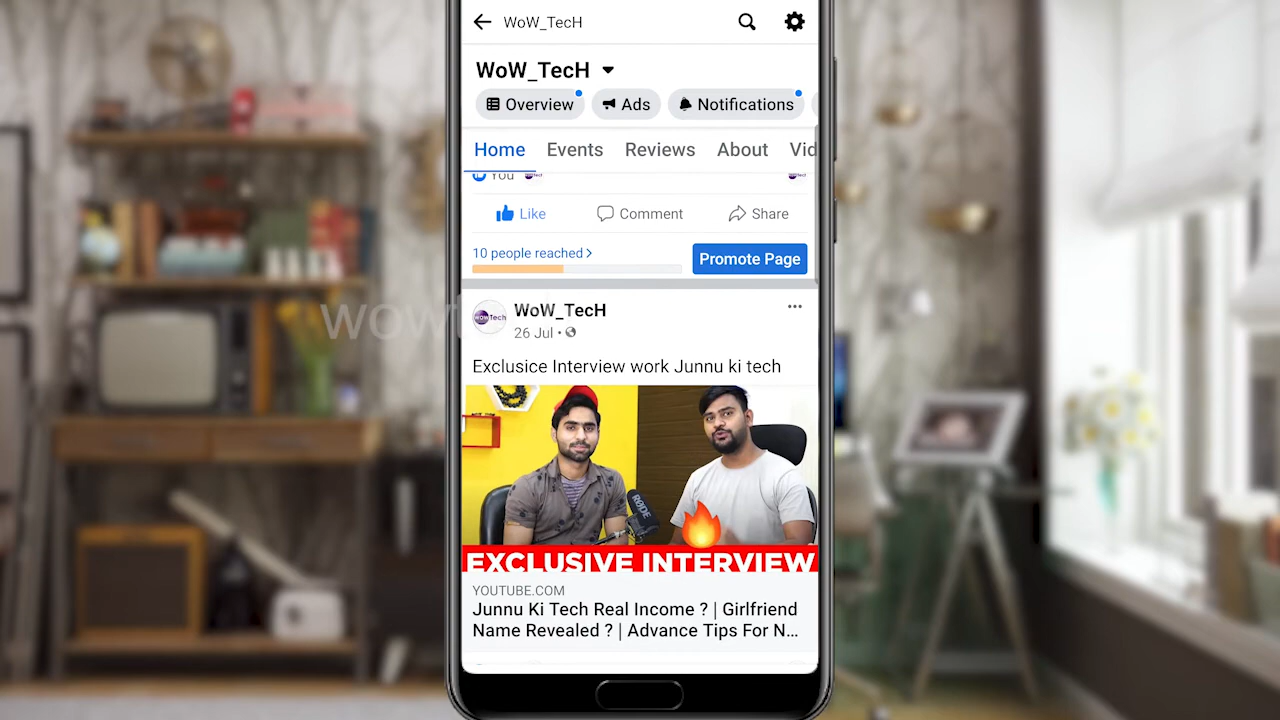 WoW_TecH
WoW_TecH
Overview
Ads
Notifications
Home
Events
Reviews
About
Vid
You
Like
Comment
Share
10 people reached
Promote Page
wowt
WoW_TecH
WoWTech
26 Jul
Exclusice Interview work Junnu ki tech
RODE
EXCLUSIVE INTERVIEW
YOUTUBE.COM
Junnu Ki Tech Real Income ? | Girlfriend
Name Revealed ? | Advance Tips For N...